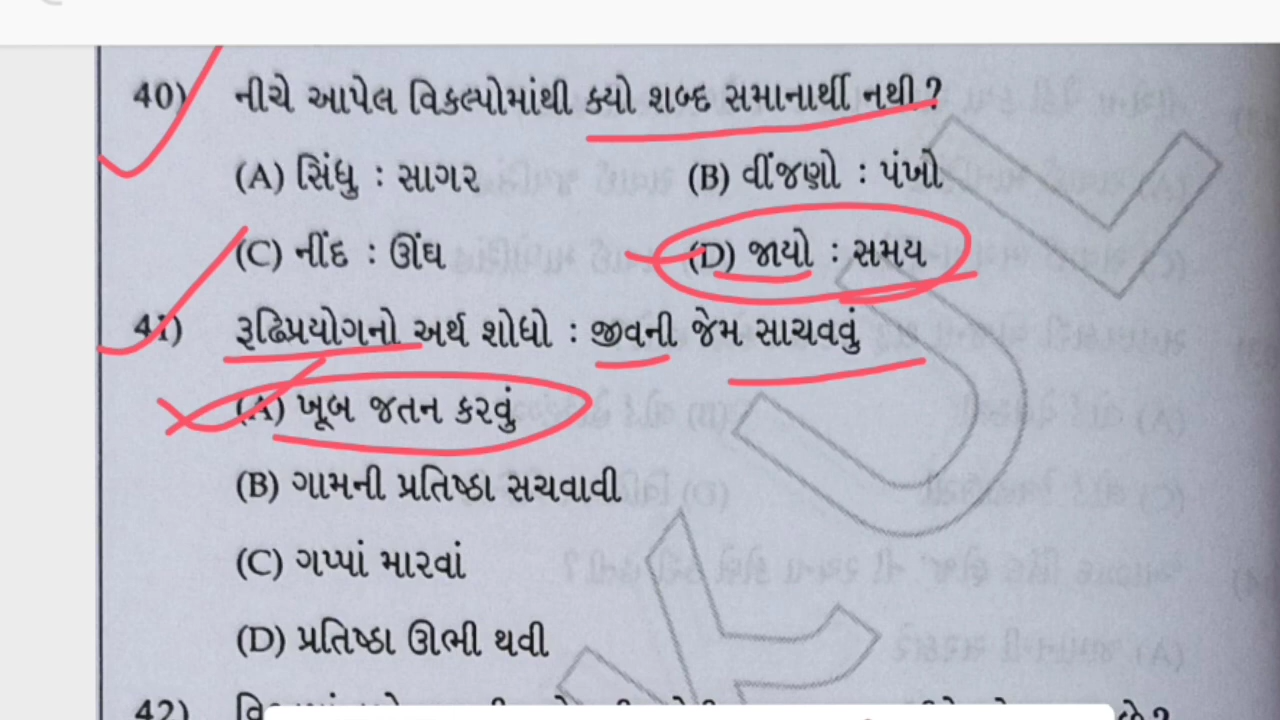 40) નીચે આપેલ વિકલ્પોમાંથી ક્યો શબ્દ સમાનાર્થી નથી?
(A) સિંધુ : સાગર (B) વીંજણો : પંખો
(C) નીંદ : ઊંઘ (D) જાયો : સમય
41) રૂઢિપ્રયોગનો અર્થ શોધો : જીવની જેમ સાચવવું
(A) ખૂબ જતન કરવું
(B) ગામની પ્રતિષ્ઠા સચવાવી
(C) ગપ્પાં મારવાં
(D) પ્રતિષ્ઠા ઊભી થવી
42)